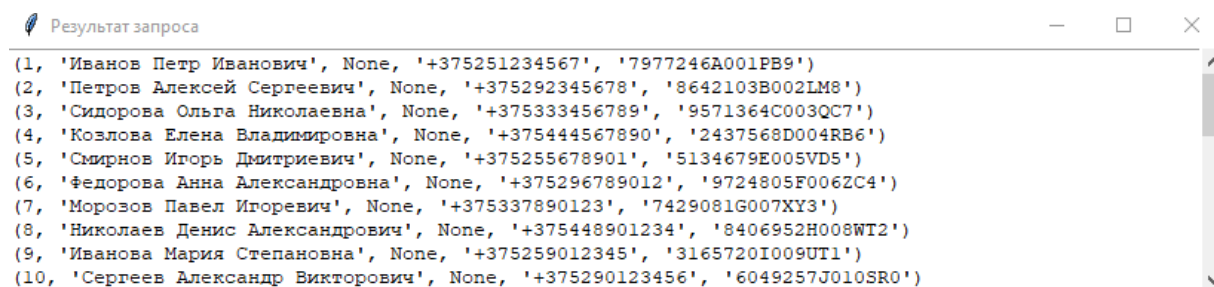 Результат запроса
(1, 'Иванов Петр Иванович', None, '+375251234567', '7977246A001PB9')
(2, 'Петров Алексей Сергеевич', None, '+375292345678', '8642103B002LM8')
(3, 'Сидорова Ольга Николаевна', None, '+375333456789', '9571364C003QC7')
(4, 'Козлова Елена Владимировна', None, '+375444567890', '2437568D004RB6')
(5, 'Смирнов Игорь Дмитриевич', None, '+375255678901', '5134679E005VD5')
(6, 'Федорова Анна Александровна', None, '+375296789012', '9724805F006ZC4')
(7, 'Морозов Павел Игоревич', None, '+375337890123', '7429081G007XY3')
(8, 'Николаев Денис Александрович', None, '+375448901234', '8406952H008WT2')
(9, 'Иванова Мария Степановна', None, '+375259012345', '3165720I009UT1')
(10, 'Сергеев Александр Викторович', None, '+375290123456', '6049257J010SR0')